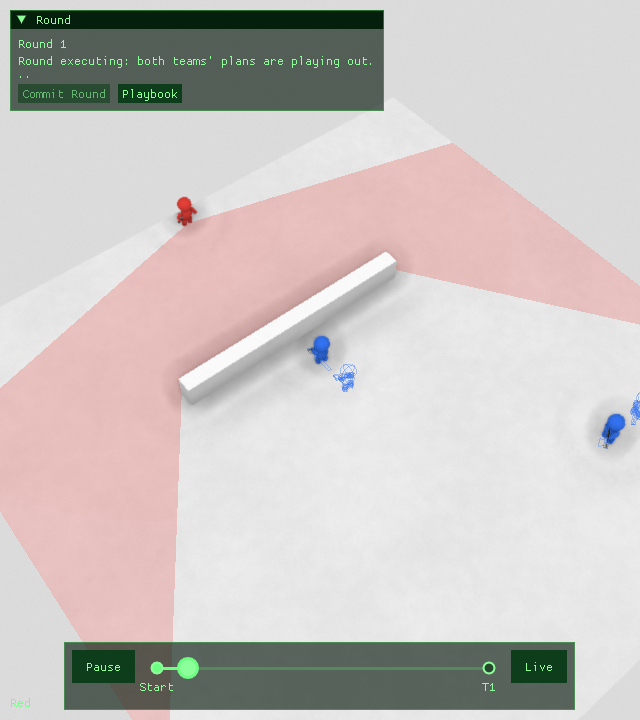 Round
Round 1
Round executing: both teams' plans are playing out.
..
Commit Round
Playbook
Pause
Start
T1
Live
Red